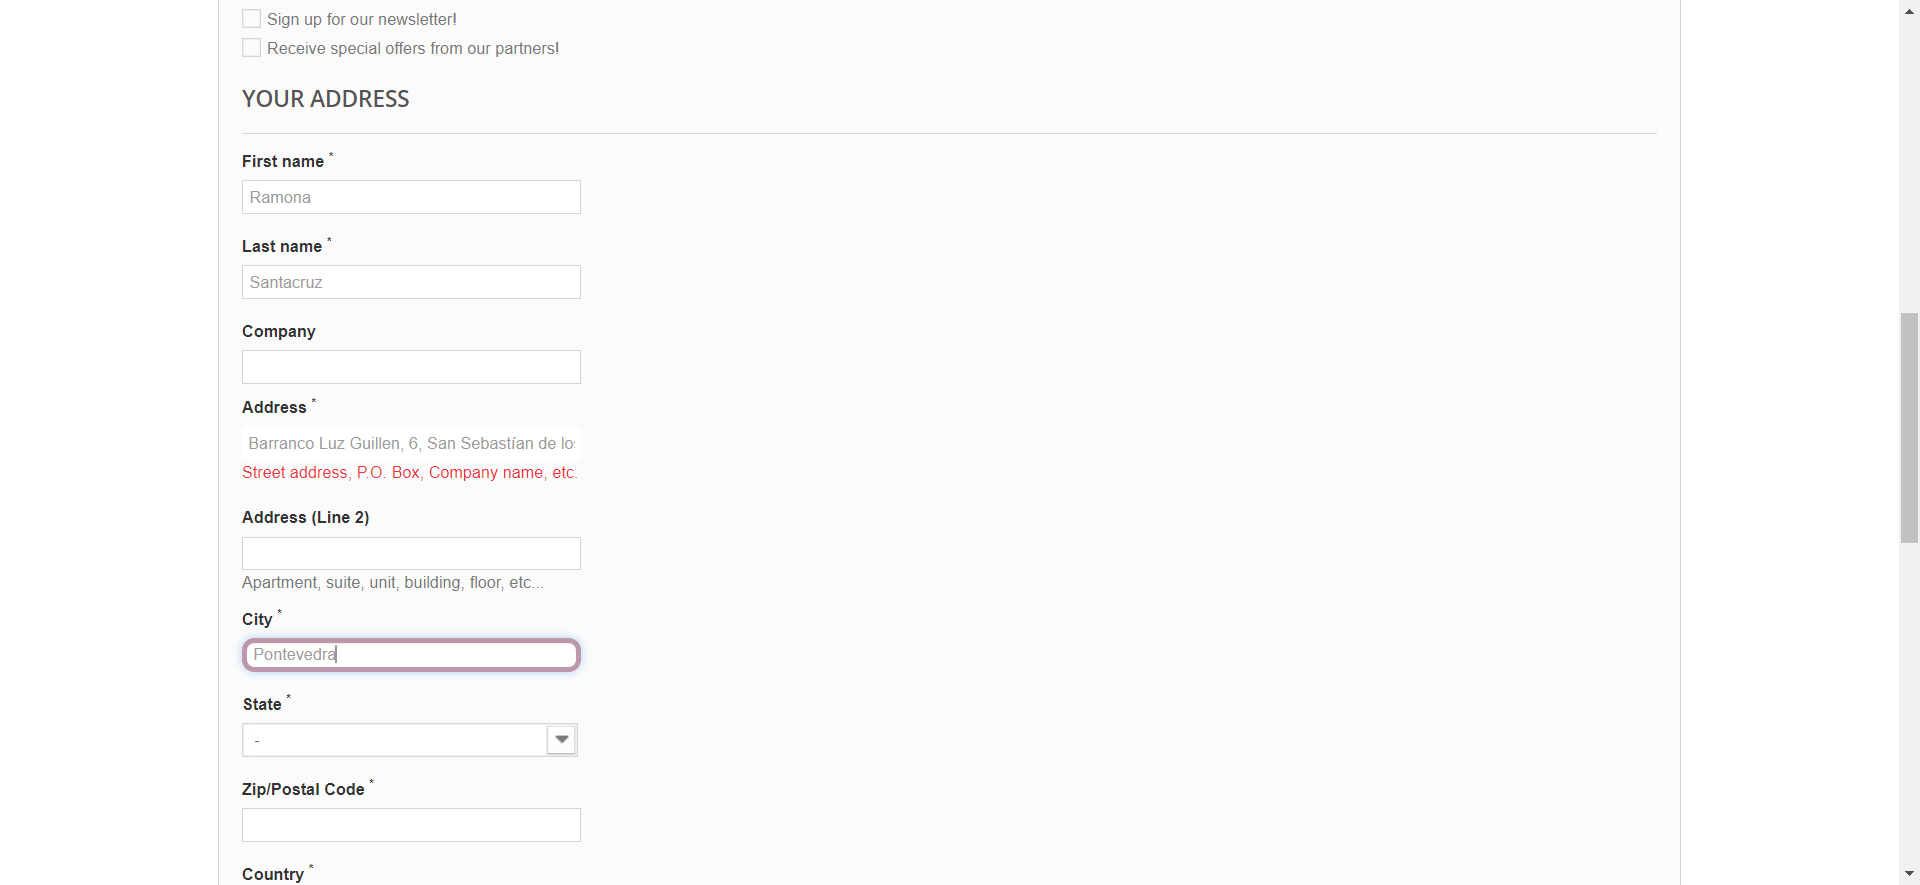 Sign up for our newsletter!
Receive special offers from our partners!
YOUR ADDRESS
First name *
Ramona
Last name *
Santacruz
Company
Address *
Barranco Luz Guillen, 6, San Sebastían de los
Street address, P.O. Box, Company name, etc.
Address (Line 2)
Apartment, suite, unit, building, floor, etc...
City *
Pontevedra
State *
-
Zip/Postal Code *
Country *